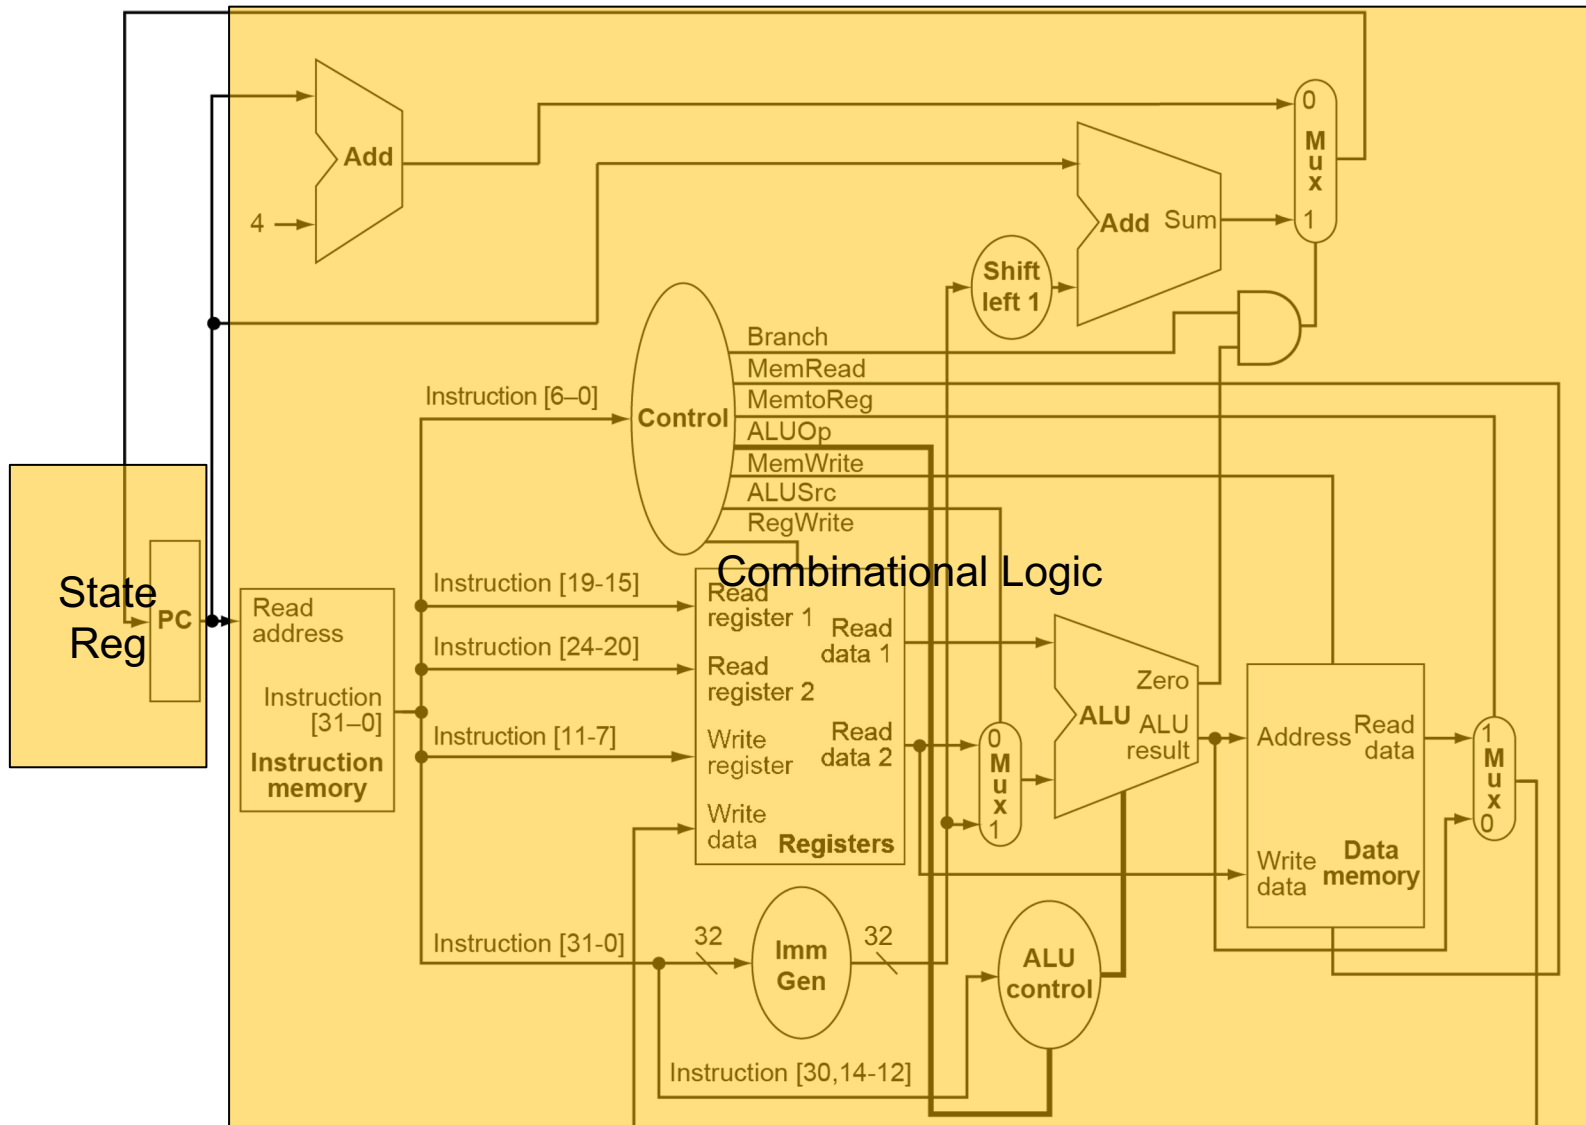 Add
4
0
M
u
x
1
Add Sum
Shift
left 1
Branch
MemRead
MemtoReg
ALUOp
MemWrite
ALUSrc
RegWrite
Instruction [6–0]
Control
Combinational Logic
State
Reg
PC
Read
address
Instruction
[31–0]
Instruction
memory
Instruction [19-15]
Instruction [24-20]
Instruction [11-7]
Instruction [31-0]
Read
register 1
Read
register 2
Write
register
Write
data
Read
data 1
Read
data 2
Registers
0
M
u
x
1
Zero
ALU
ALU
result
Address
Read
data
Write
data
Data
memory
1
M
u
x
0
32
Imm
Gen
32
ALU
control
Instruction [30,14-12]